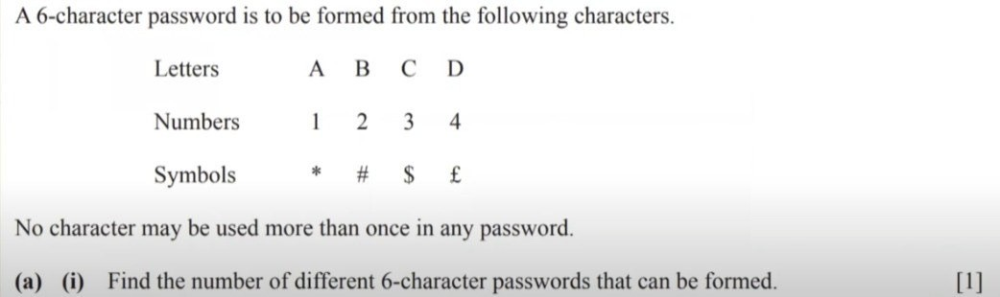 A 6-character password is to be formed from the following characters.
Letters A B C D
Numbers 1 2 3 4
Symbols * # $ £
No character may be used more than once in any password.
(a) (i) Find the number of different 6-character passwords that can be formed. [1]